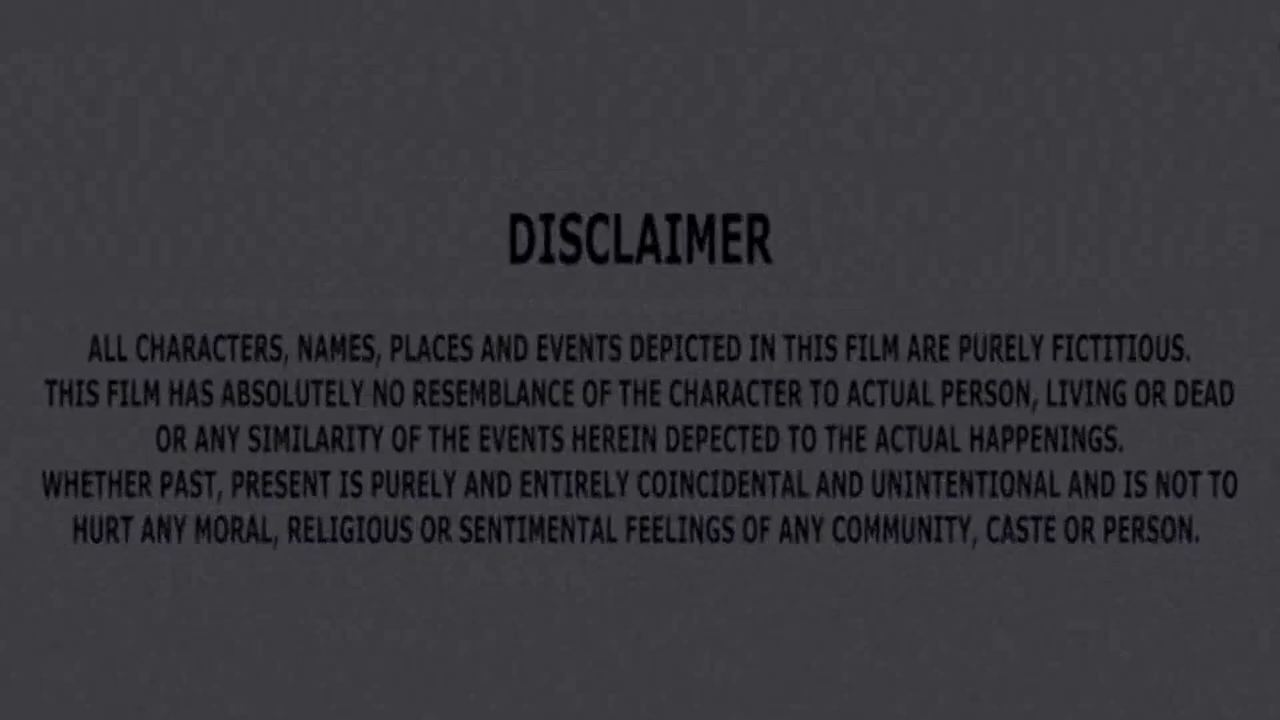 DISCLAIMER
ALL CHARACTERS, NAMES, PLACES AND EVENTS DEPICTED IN THIS FILM ARE PURELY FICTITIOUS.
THIS FILM HAS ABSOLUTELY NO RESEMBLANCE OF THE CHARACTER TO ACTUAL PERSON, LIVING OR DEAD
OR ANY SIMILARITY OF THE EVENTS HEREIN DEPECTED TO THE ACTUAL HAPPENINGS.
WHETHER PAST, PRESENT IS PURELY AND ENTIRELY COINCIDENTAL AND UNINTENTIONAL AND IS NOT TO
HURT ANY MORAL, RELIGIOUS OR SENTIMENTAL FEELINGS OF ANY COMMUNITY, CASTE OR PERSON.